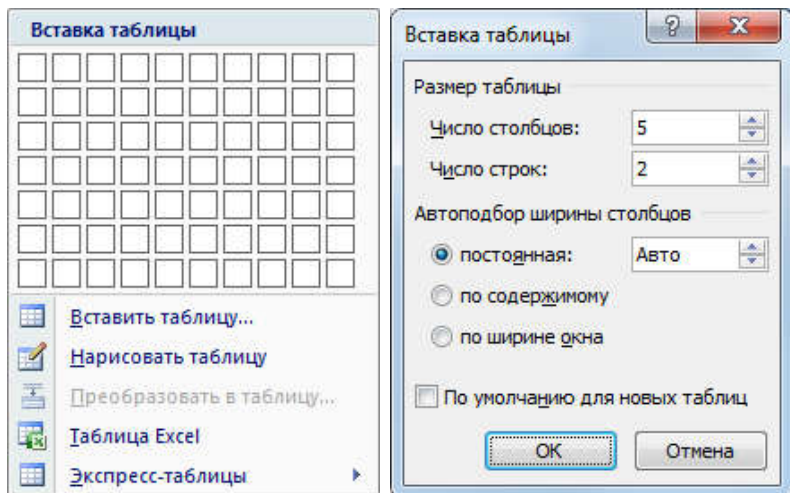 Вставка таблицы
Вставить таблицу...
Нарисовать таблицу
Преобразовать в таблицу...
Таблица Excel
Экспресс-таблицы
Вставка таблицы
Размер таблицы
Число столбцов: 5
Число строк: 2
Автоподбор ширины столбцов
постоянная: Авто
по содержимому
по ширине окна
По умолчанию для новых таблиц
ОК Отмена